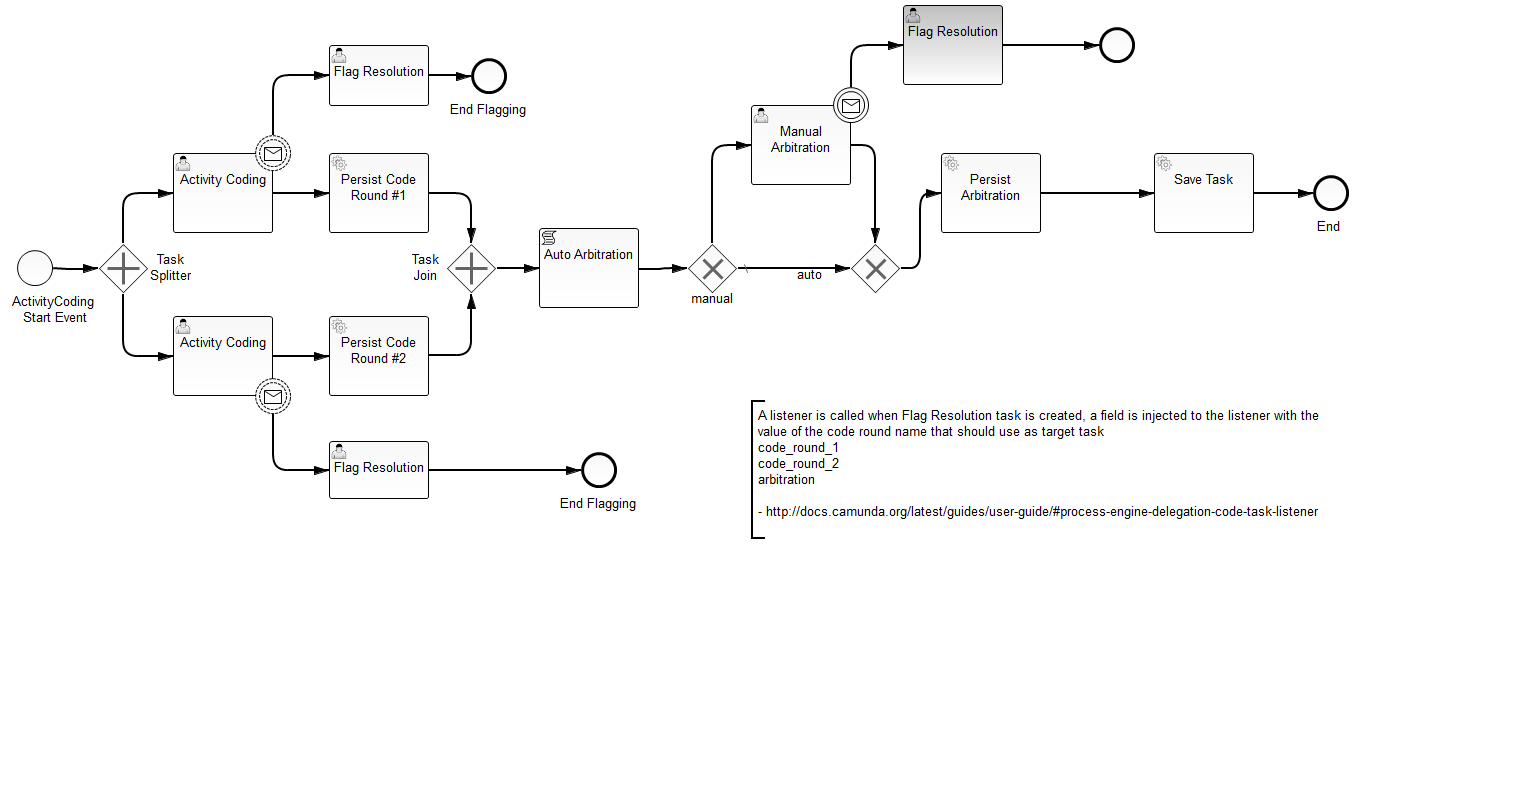 Flag Resolution
End Flagging
Activity Coding
Persist Code
Round #1
Task
Splitter
Task
Join
ActivityCoding
Start Event
Activity Coding
Persist Code
Round #2
Flag Resolution
End Flagging
Auto Arbitration
manual
auto
Manual
Arbitration
Flag Resolution
Persist
Arbitration
Save Task
End
A listener is called when Flag Resolution task is created, a field is injected to the listener with the
value of the code round name that should use as target task
code_round_1
code_round_2
arbitration
- http://docs.camunda.org/latest/guides/user-guide/#process-engine-delegation-code-task-listener